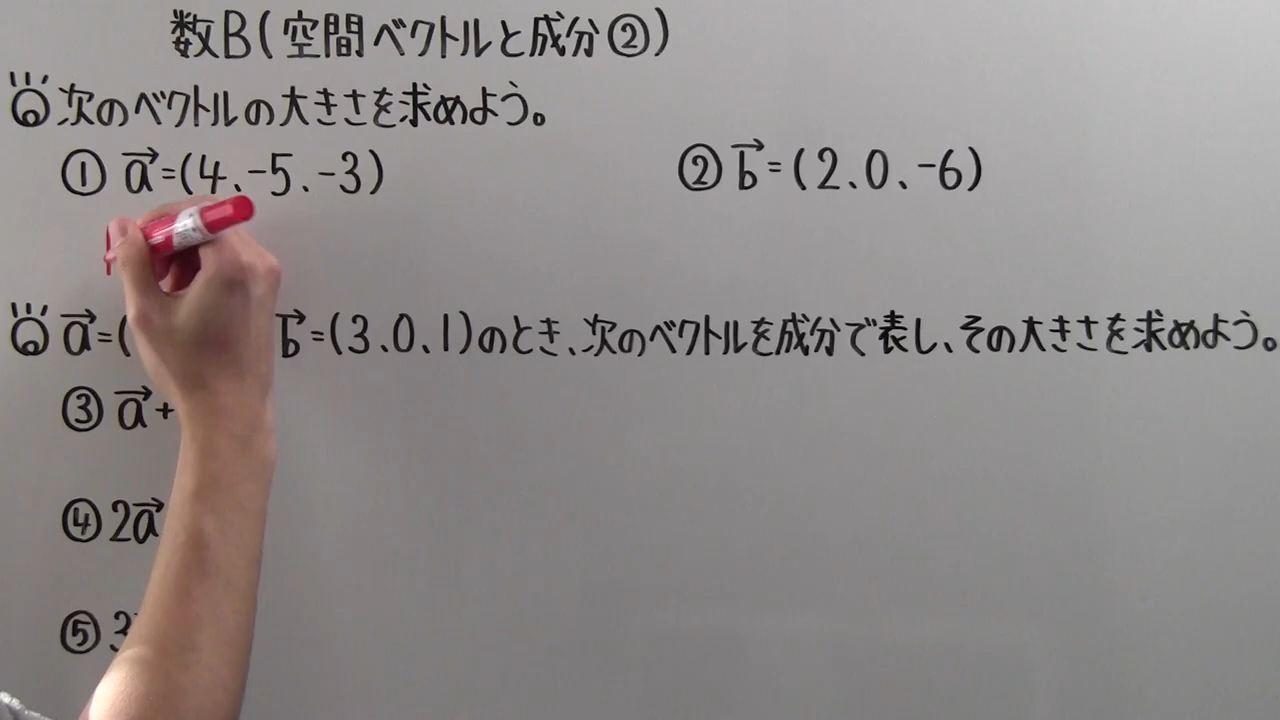 数B(空間ベクトルと成分②)
次のベクトルの大きさを求めよう。
① a→=(4、-5、-3)
② b→=(2、0、-6)
a→=( b→=(3、0、1)のとき、次のベクトルを成分で表し、その大きさを求めよう。
③ a→+
④ 2a→
⑤ 3